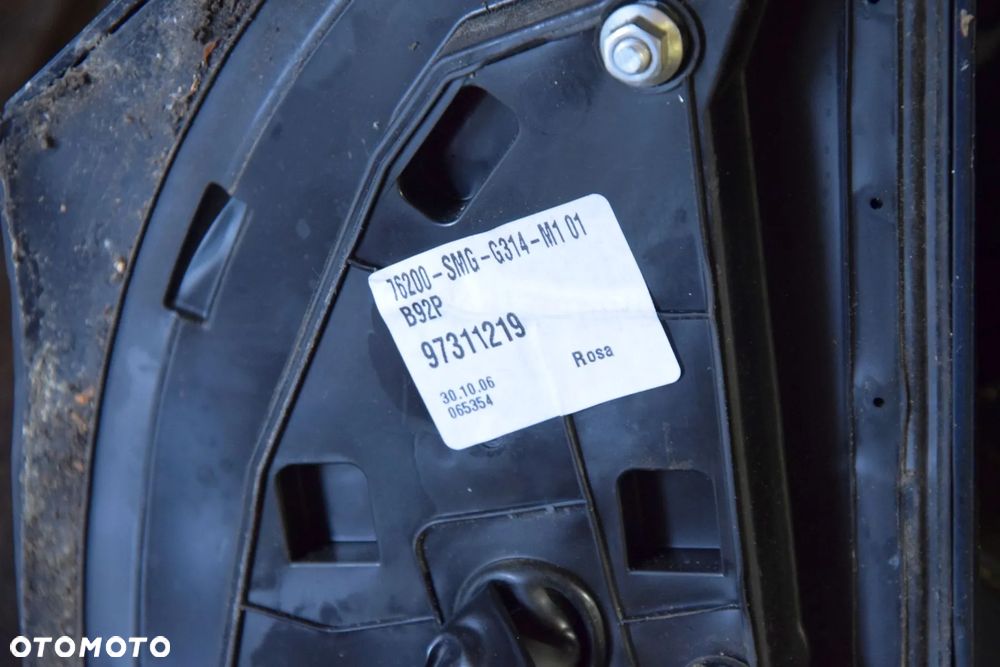 76200-SMG-G314-M1 01
B92P
97311219
Rosa
30.10.06
065354
OTOMOTO